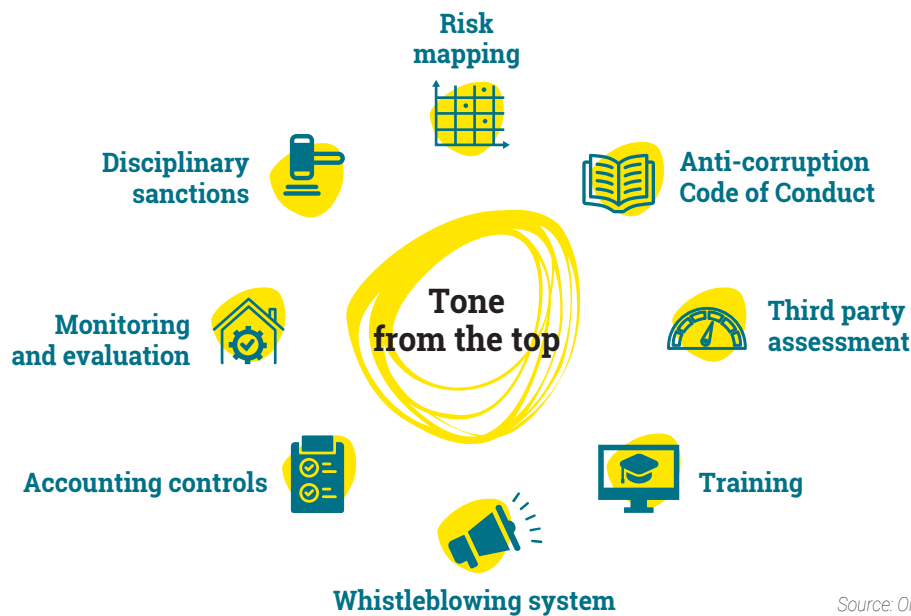 Risk
mapping
Anti-corruption
Code of Conduct
Third party
assessment
Training
Whistleblowing system
Accounting controls
Monitoring
and evaluation
Disciplinary
sanctions
Tone
from the top
Source: